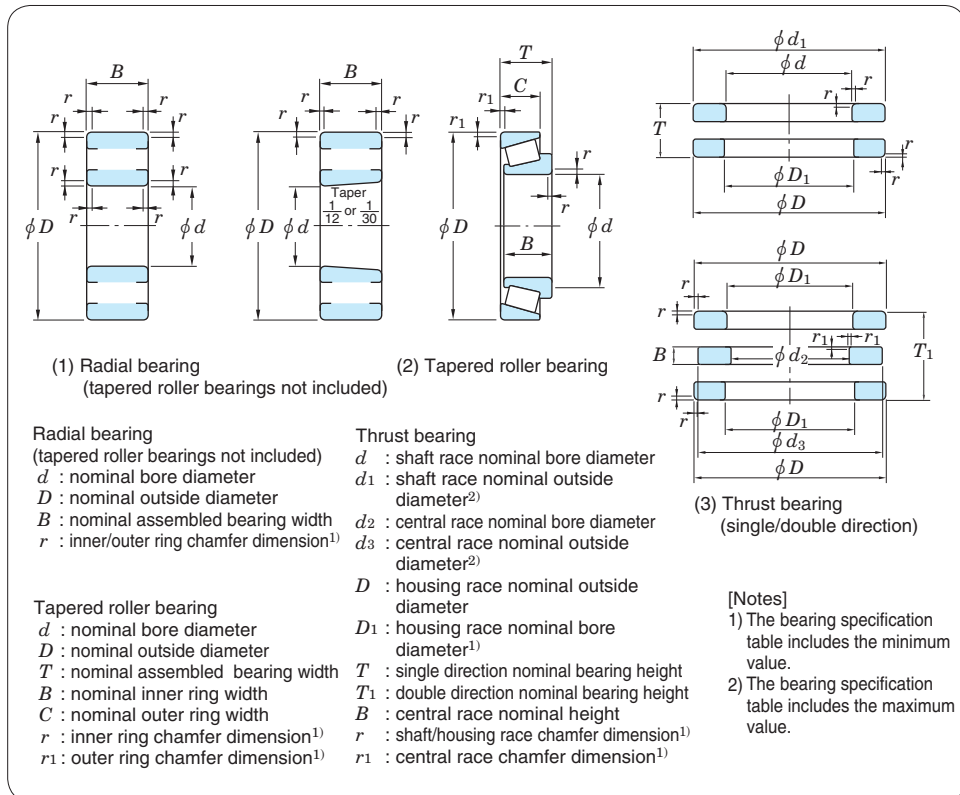 B
r
r
r
r
r
r
r
r
φD
φd
B
r
r
r
r
Taper
1/12 or 1/30
φD
φd
T
C
r1
r1
r
r
φD
φd
B
(1) Radial bearing
(tapered roller bearings not included)
(2) Tapered roller bearing
φd1
φd
r
r
T
r
r
φD1
φD
φD
φD1
r
r
r1
r1
B
φd2
T1
r
r
φD1
φd3
φD
(3) Thrust bearing
(single/double direction)
Radial bearing
(tapered roller bearings not included)
d : nominal bore diameter
D : nominal outside diameter
B : nominal assembled bearing width
r : inner/outer ring chamfer dimension1)
Tapered roller bearing
d : nominal bore diameter
D : nominal outside diameter
T : nominal assembled bearing width
B : nominal inner ring width
C : nominal outer ring width
r : inner ring chamfer dimension1)
r1 : outer ring chamfer dimension1)
Thrust bearing
d : shaft race nominal bore diameter
d1 : shaft race nominal outside
diameter2)
d2 : central race nominal bore diameter
d3 : central race nominal outside
diameter2)
D : housing race nominal outside
diameter
D1 : housing race nominal bore
diameter1)
T : single direction nominal bearing height
T1 : double direction nominal bearing height
B : central race nominal height
r : shaft/housing race chamfer dimension1)
r1 : central race chamfer dimension1)
[Notes]
1) The bearing specification
table includes the minimum
value.
2) The bearing specification
table includes the maximum
value.